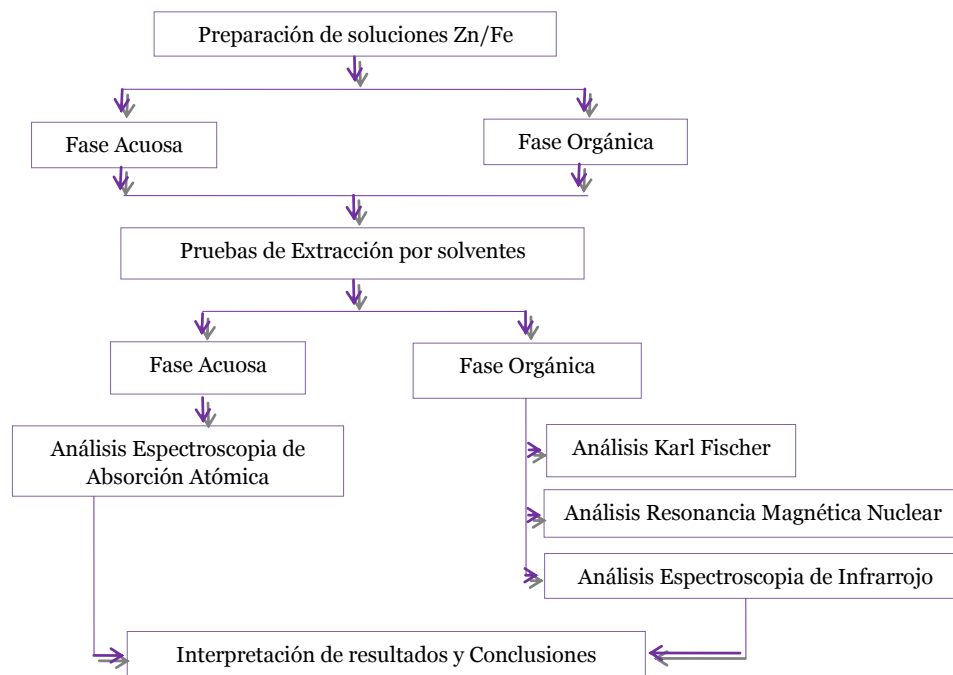 Preparación de soluciones Zn/Fe
Fase Acuosa
Fase Orgánica
Pruebas de Extracción por solventes
Fase Acuosa
Fase Orgánica
Análisis Espectroscopia de
Absorción Atómica
Análisis Karl Fischer
Análisis Resonancia Magnética Nuclear
Análisis Espectroscopia de Infrarrojo
Interpretación de resultados y Conclusiones